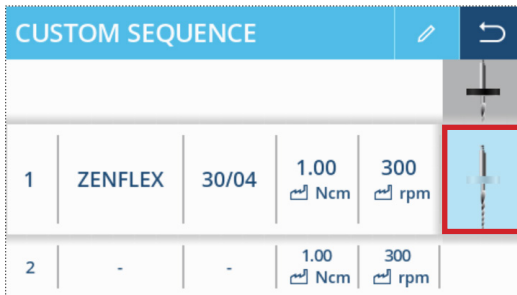 CUSTOM SEQUENCE
1 ZENFLEX 30/04 1.00 Ncm 300 rpm
2 - - 1.00 Ncm 300 rpm